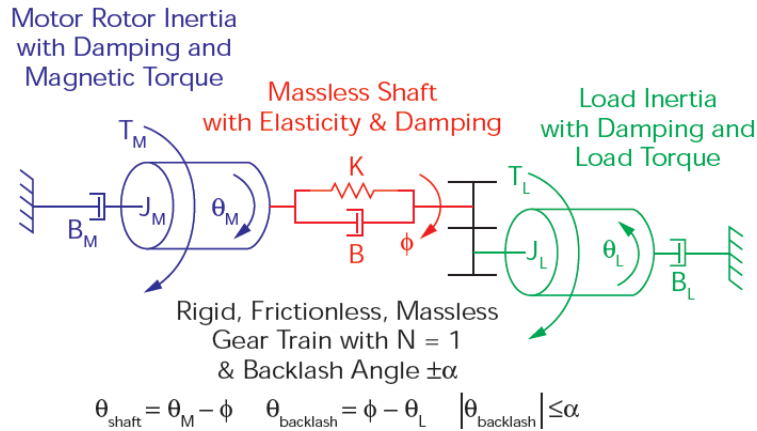 Motor Rotor Inertia
with Damping and
Magnetic Torque
Massless Shaft
with Elasticity & Damping
Load Inertia
with Damping and
Load Torque
T_M
K
T_L
B_M
J_M
θ_M
B
ϕ
J_L
θ_L
B_L
Rigid, Frictionless, Massless
Gear Train with N = 1
& Backlash Angle ±α
θ_shaft = θ_M − ϕ θ_backlash = ϕ − θ_L |θ_backlash| ≤ α